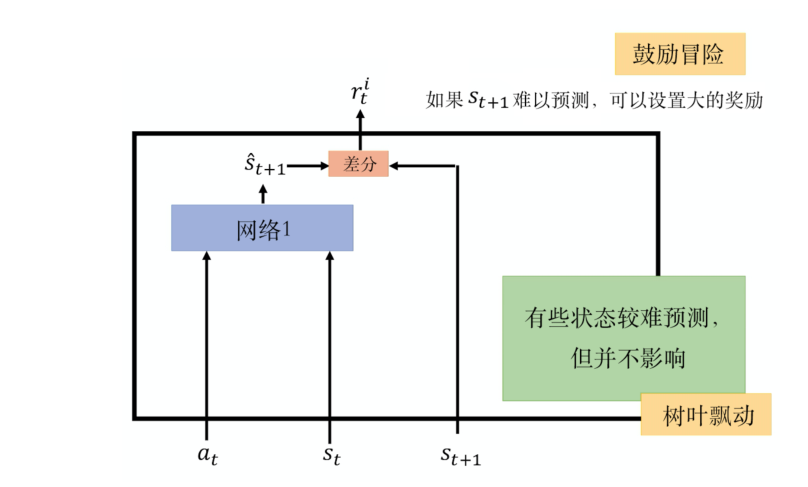 鼓励冒险
r_t^i
如果 s_{t+1} 难以预测，可以设置大的奖励
ŝ_{t+1}
差分
网络1
有些状态较难预测，
但并不影响
树叶飘动
a_t
s_t
s_{t+1}